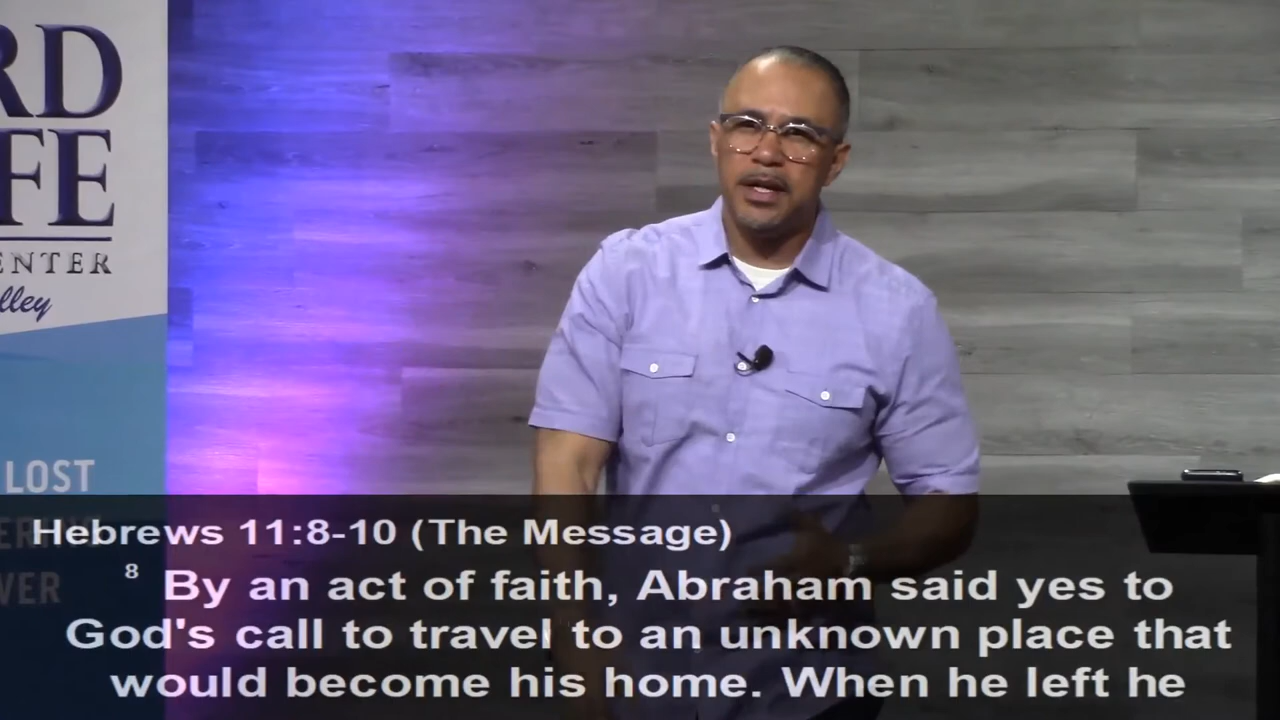 RD
FE
ENTER
lley
LOST
VER
Hebrews 11:8-10 (The Message)
8 By an act of faith, Abraham said yes to
God's call to travel to an unknown place that
would become his home. When he left he